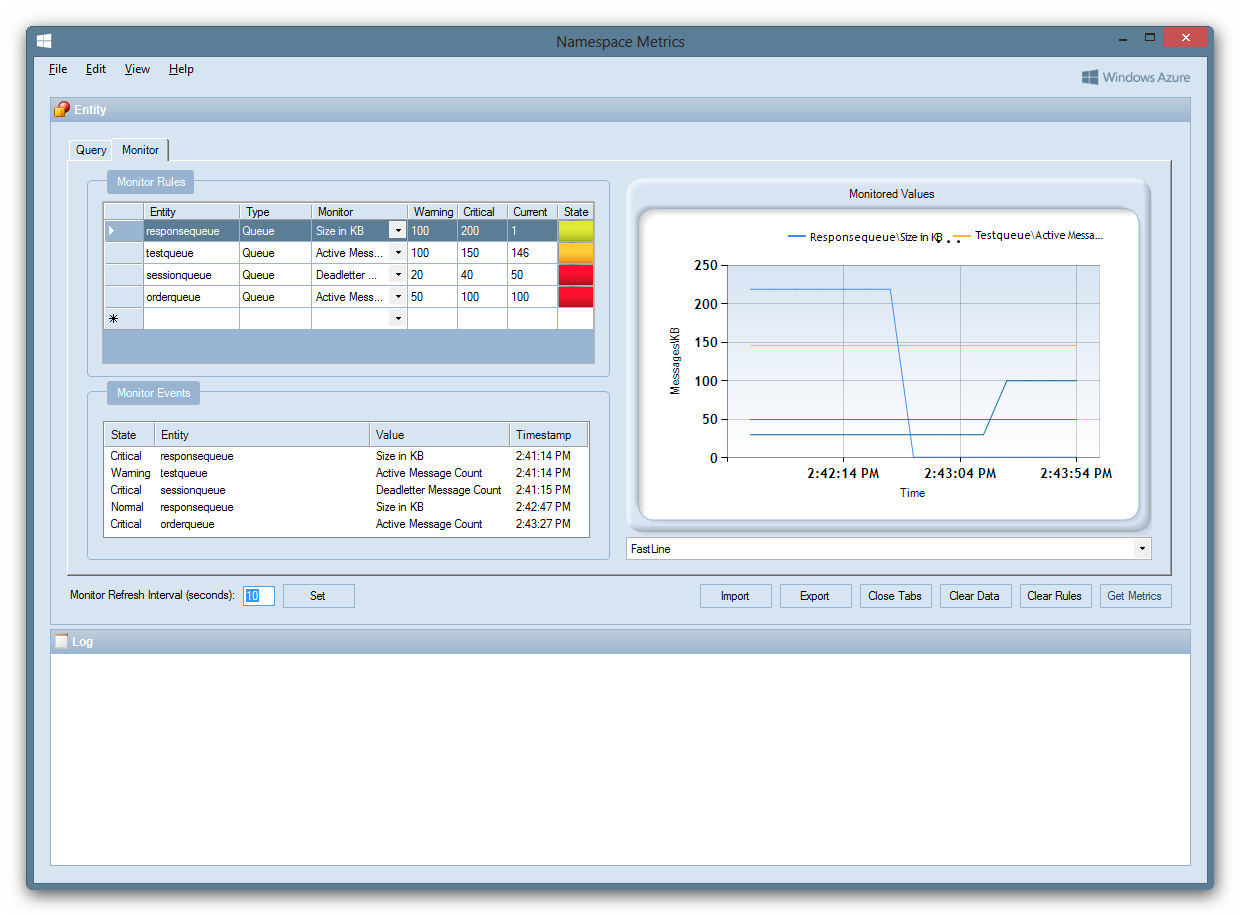 Namespace Metrics
File Edit View Help
Windows Azure
Entity
Query Monitor
Monitor Rules
Entity Type Monitor Warning Critical Current State
responsequeue Queue Size in KB 100 200 1
testqueue Queue Active Mess... 100 150 146
sessionqueue Queue Deadletter ... 20 40 50
orderqueue Queue Active Mess... 50 100 100
*
Monitor Events
State Entity Value Timestamp
Critical responsequeue Size in KB 2:41:14 PM
Warning testqueue Active Message Count 2:41:14 PM
Critical sessionqueue Deadletter Message Count 2:41:15 PM
Normal responsequeue Size in KB 2:42:47 PM
Critical orderqueue Active Message Count 2:43:27 PM
Monitored Values
Responsequeue\Size in KB Testqueue\Active Messa...
250
200
150
100
50
0
Messages\KB
2:42:14 PM 2:43:04 PM 2:43:54 PM
Time
FastLine
Monitor Refresh Interval (seconds): 10 Set Import Export Close Tabs Clear Data Clear Rules Get Metrics
Log